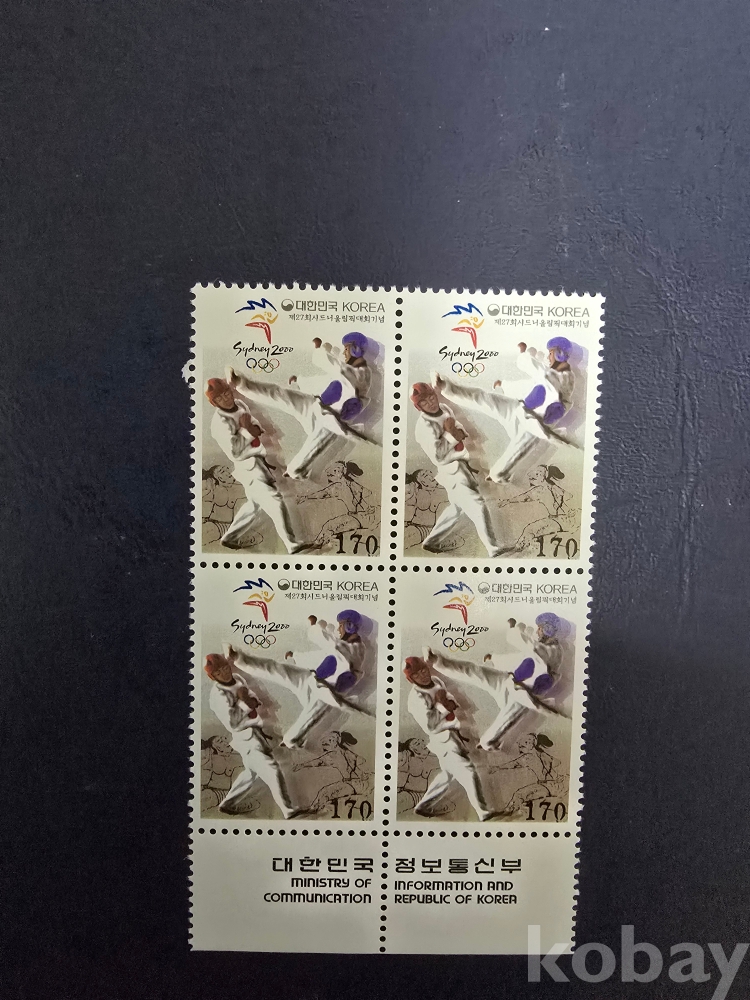 대한민국 KOREA
제27회시드니올림픽대회기념
Sydney 2000
170
대한민국 KOREA
제27회시드니올림픽대회기념
Sydney 2000
170
대한민국 KOREA
제27회시드니올림픽대회기념
Sydney 2000
170
대한민국 KOREA
제27회시드니올림픽대회기념
Sydney 2000
170
대한민국 정보통신부
MINISTRY OF INFORMATION AND
COMMUNICATION REPUBLIC OF KOREA
kobay